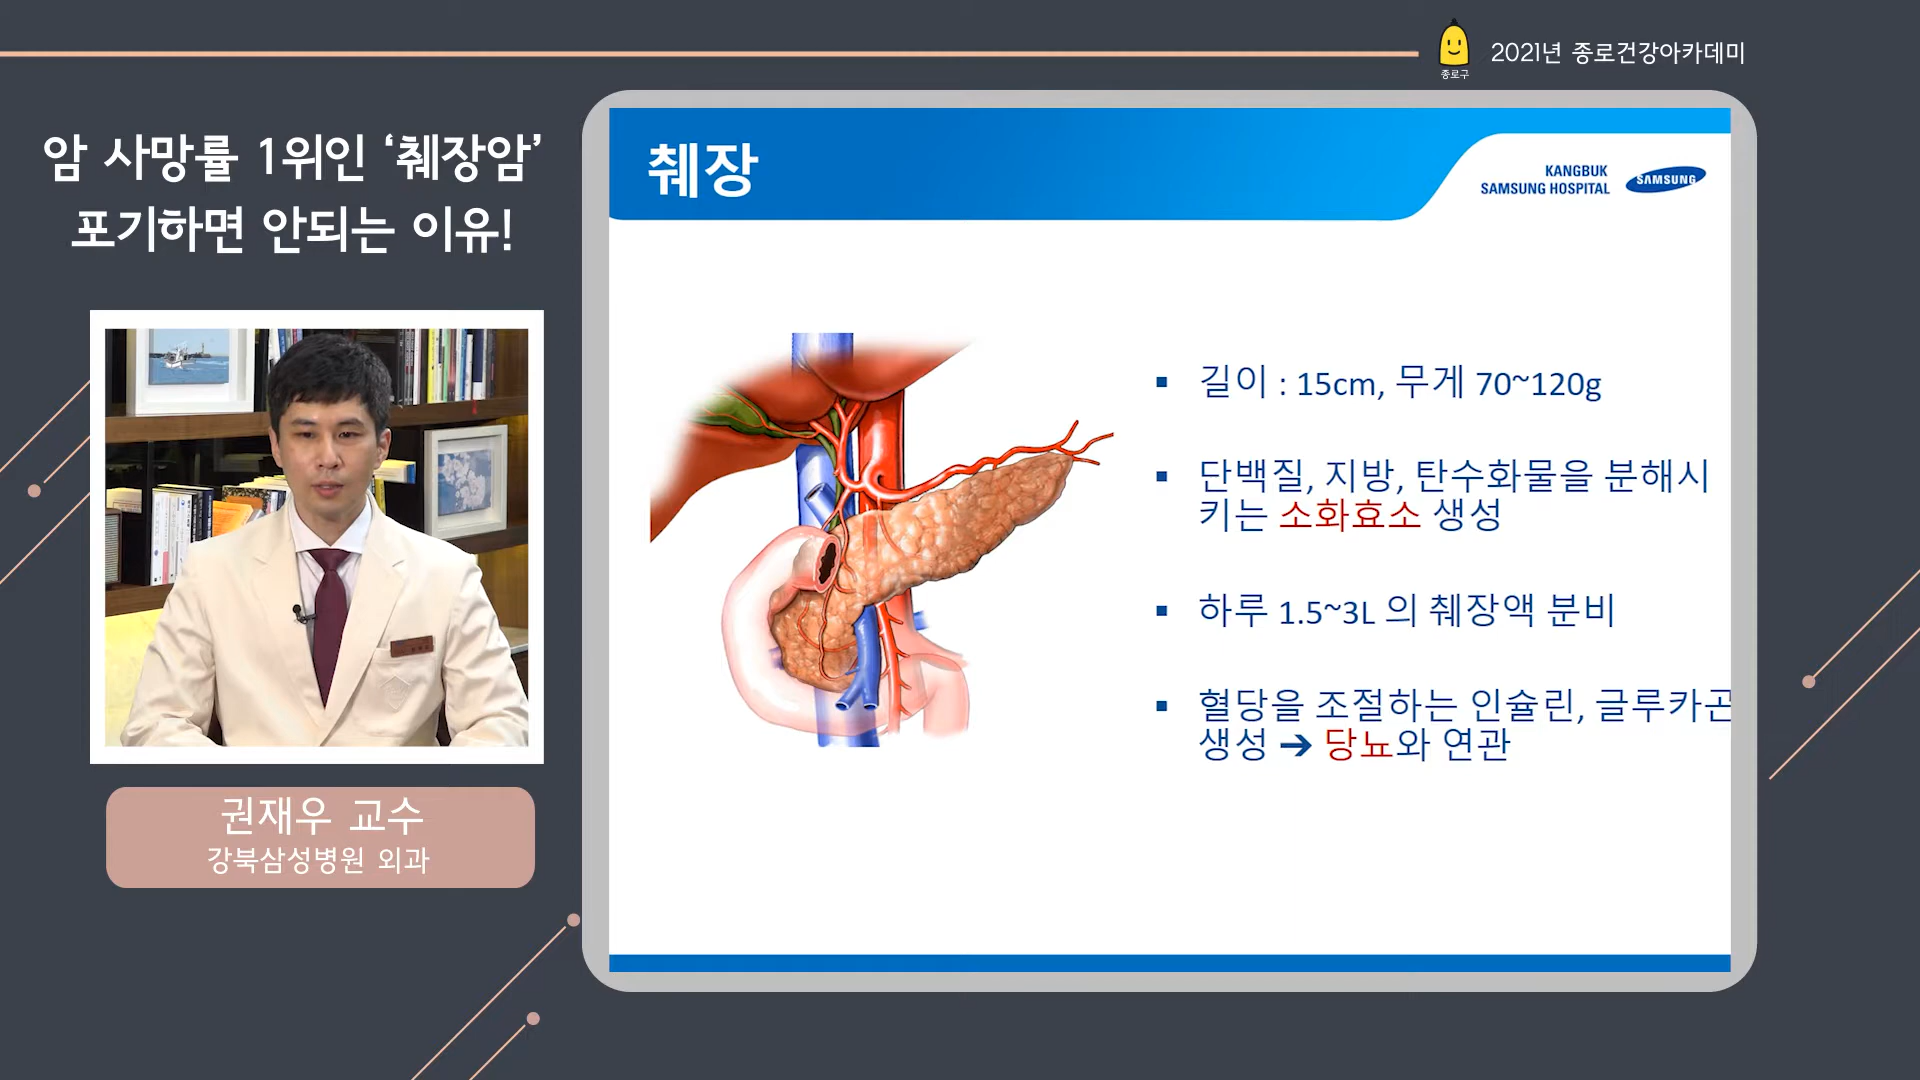 종로구
2021년 종로건강아카데미
암 사망률 1위인 ‘췌장암’
포기하면 안되는 이유!
권재우 교수
강북삼성병원 외과
췌장
KANGBUK
SAMSUNG HOSPITAL
SAMSUNG
▪ 길이 : 15cm, 무게 70~120g
▪ 단백질, 지방, 탄수화물을 분해시
키는 소화효소 생성
▪ 하루 1.5~3L 의 췌장액 분비
▪ 혈당을 조절하는 인슐린, 글루카곤
생성 ➔ 당뇨와 연관